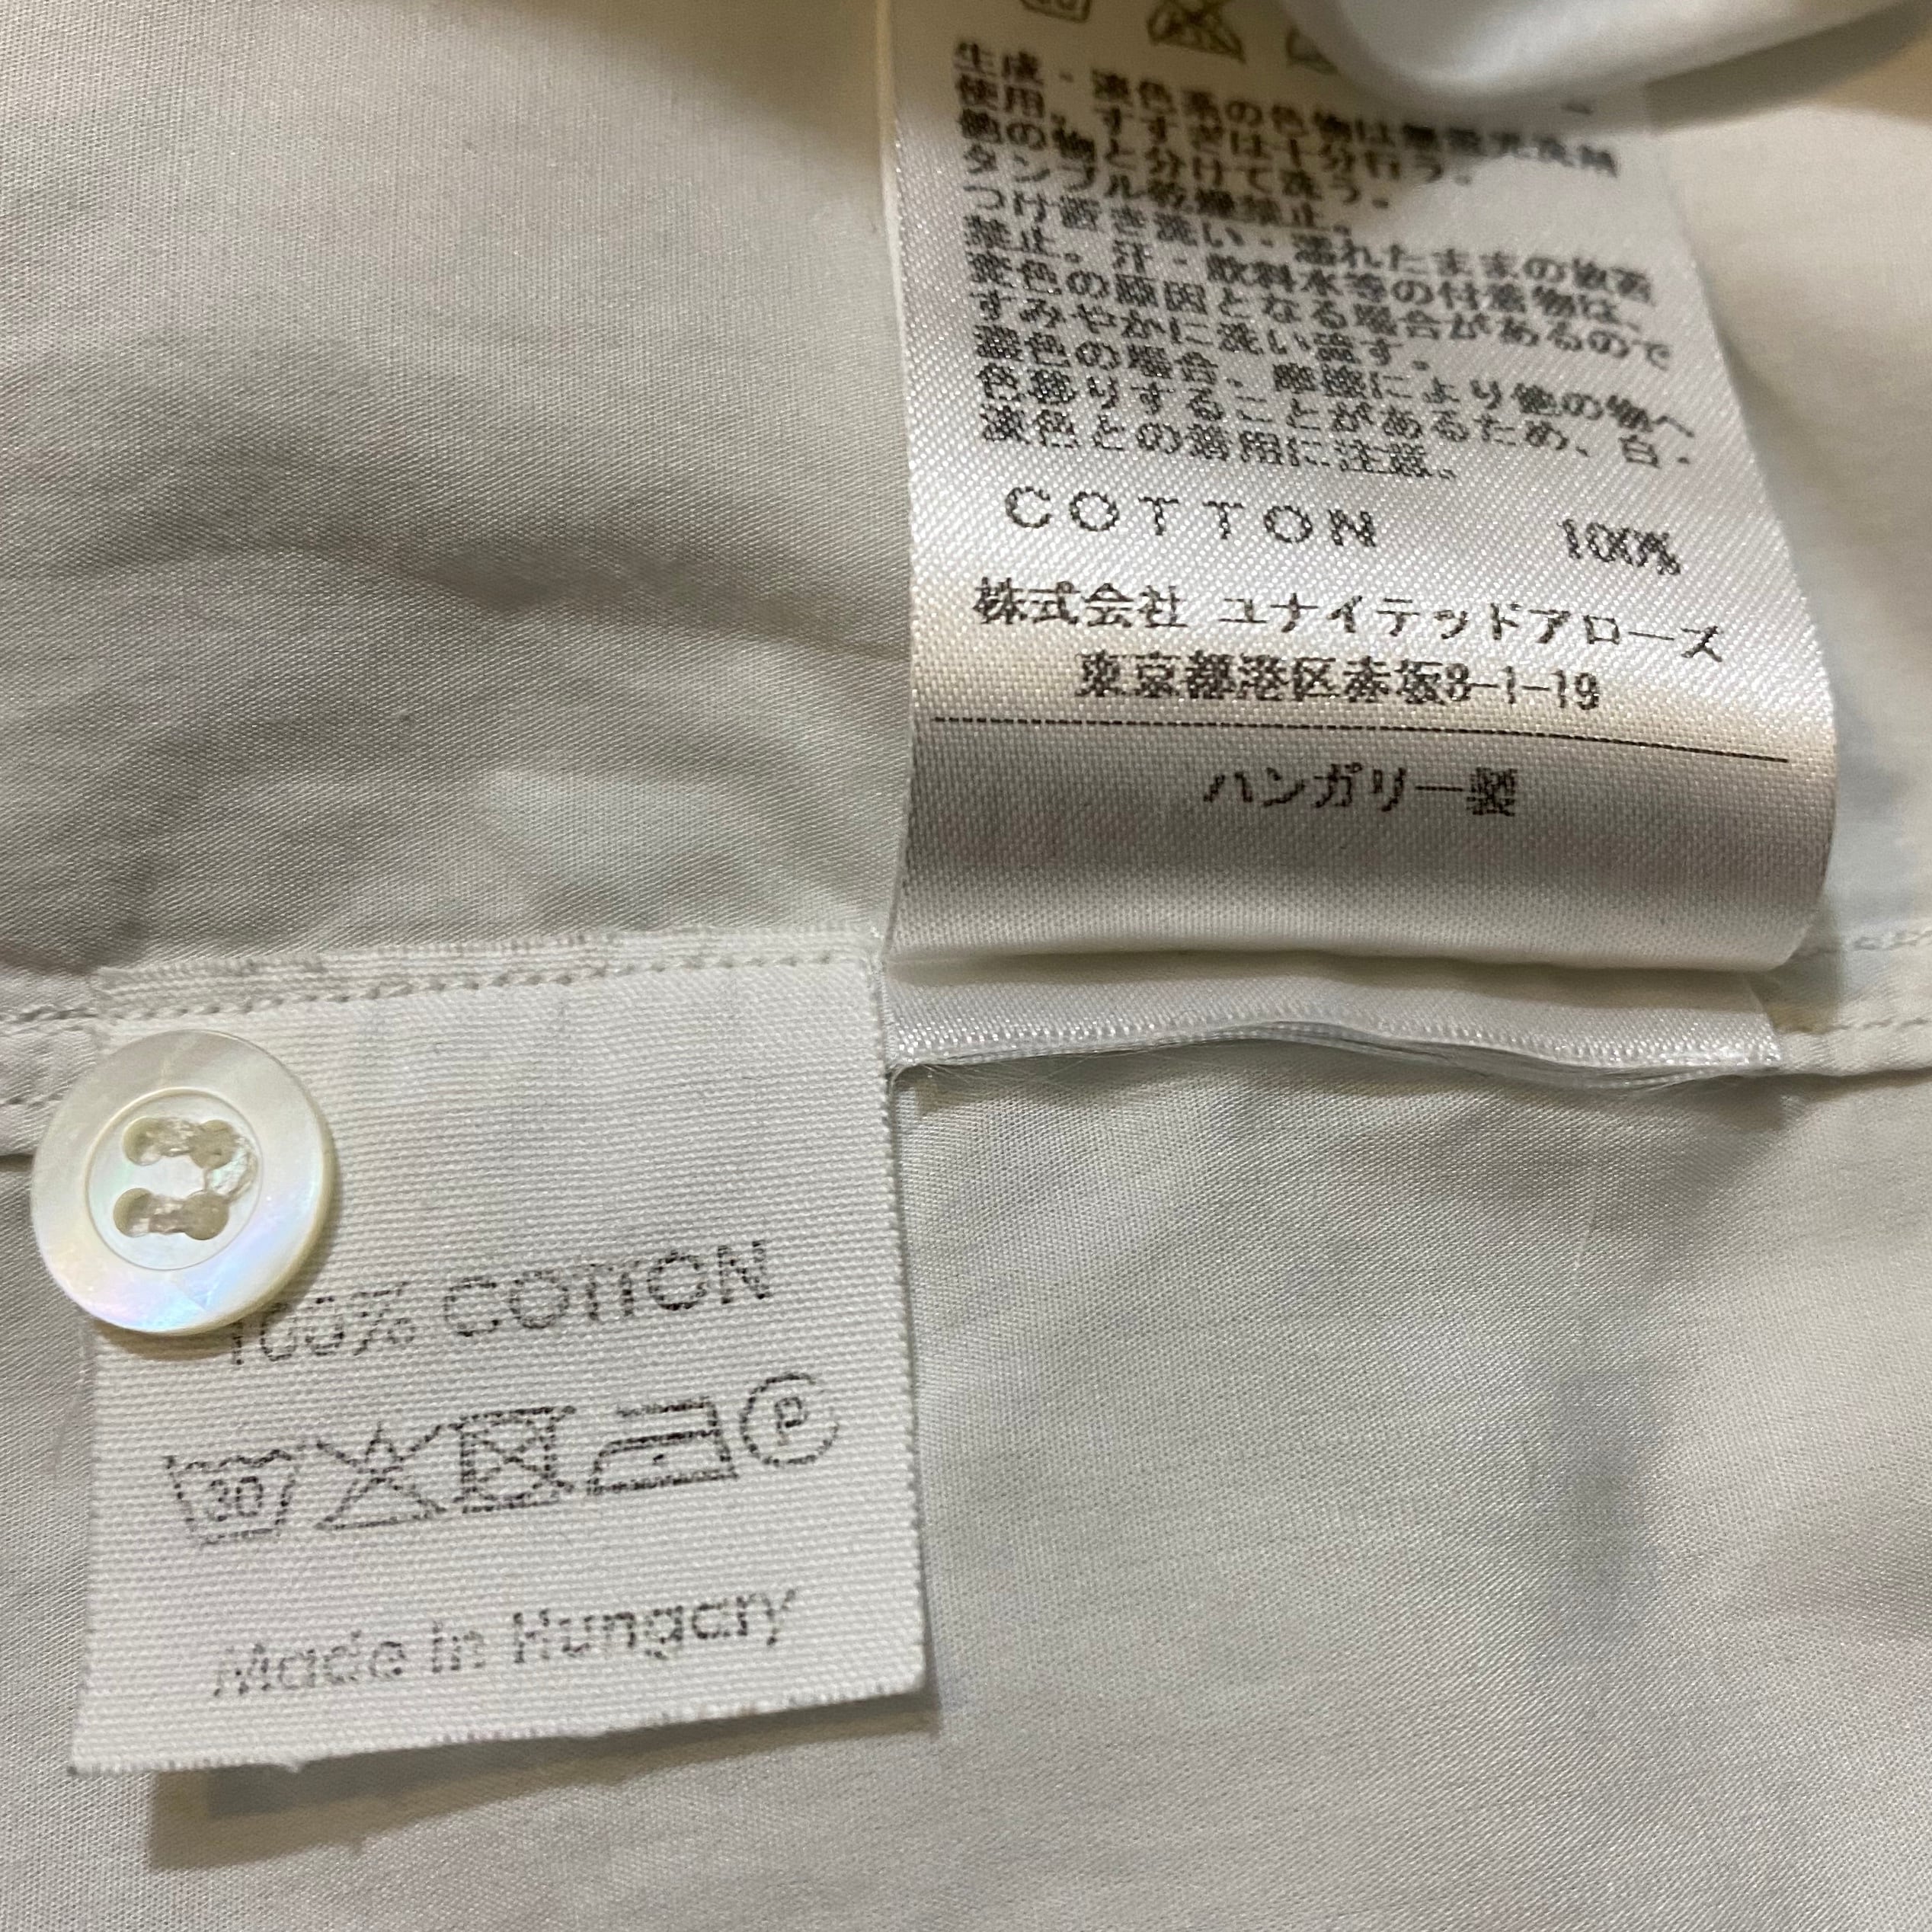 生成・淡色系の色物は無蛍光洗剤
使用。すすぎは十分行う。
他の物と分けて洗う。
タンブル乾燥禁止。
つけ置き洗い・濡れたままの放置
禁止。汗・飲料水等の付着物は、
変色の原因となる場合があるので
すみやかに洗い流す。
濃色の場合、摩擦により他の物へ
色移りすることがあるため、白・
淡色との着用に注意。
COTTON 100%
株式会社 ユナイテッドアローズ
東京都港区赤坂8-1-19
ハンガリー製
100% COTTON
30 P
Made in Hungary